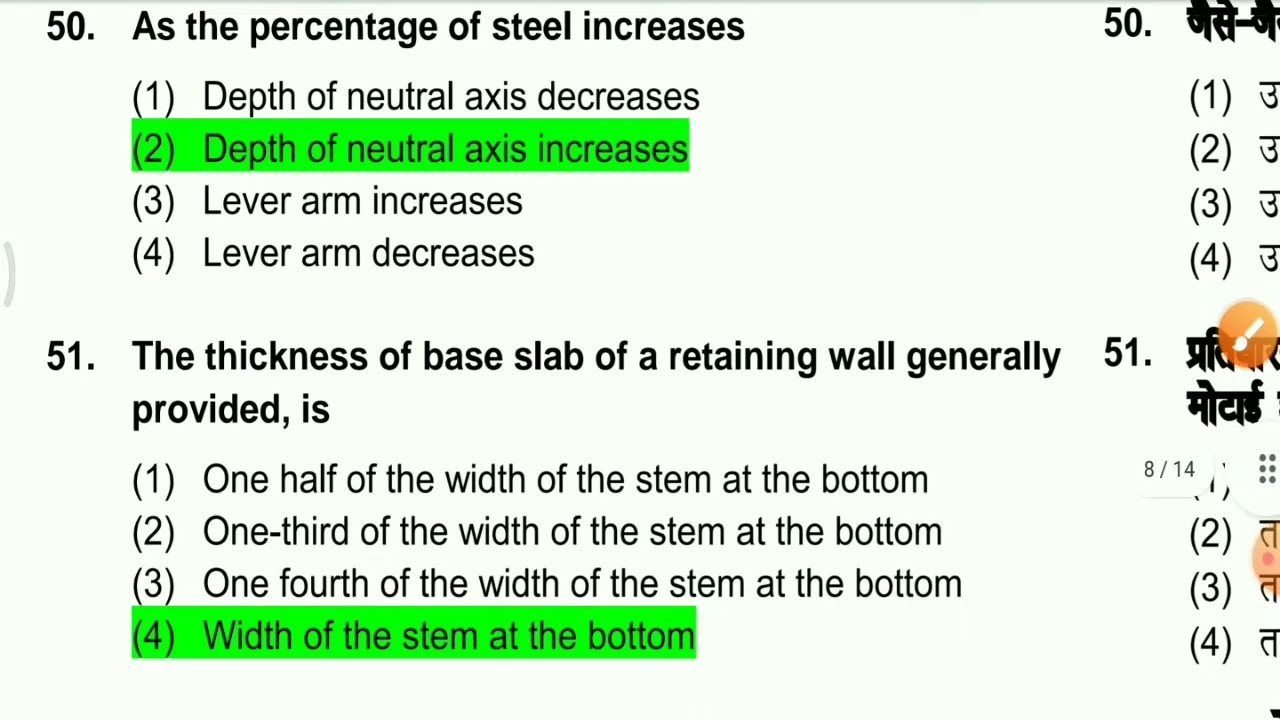 50. As the percentage of steel increases
(1) Depth of neutral axis decreases
(2) Depth of neutral axis increases
(3) Lever arm increases
(4) Lever arm decreases
51. The thickness of base slab of a retaining wall generally
provided, is
(1) One half of the width of the stem at the bottom
(2) One-third of the width of the stem at the bottom
(3) One fourth of the width of the stem at the bottom
(4) Width of the stem at the bottom
50.
(1) उ
(2) उ
(3) उ
(4) उ
51.
मोटाई
8 / 14
(2) त
(3) त
(4) त